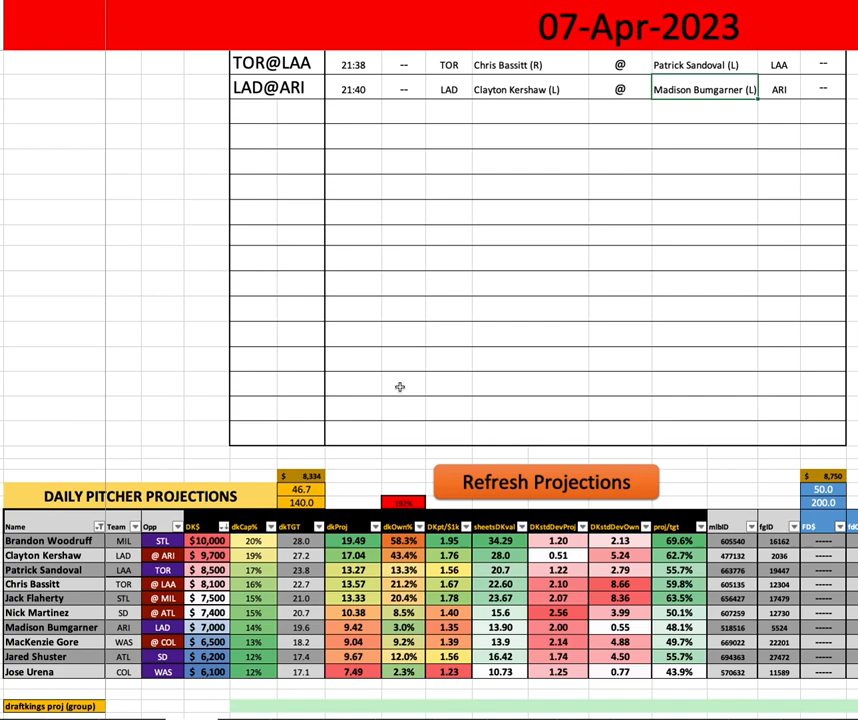 07-Apr-2023
TOR@LAA 21:38 -- TOR Chris Bassitt (R) @ Patrick Sandoval (L) LAA --
LAD@ARI 21:40 -- LAD Clayton Kershaw (L) @ Madison Bumgarner (L) ARI --
$ 8,334 $ 8,750
DAILY PITCHER PROJECTIONS 46.7 Refresh Projections 50.0
140.0 192% 200.0
Name Team Opp DK$ dkCap% dkTGT dkProj dkOwn% DKpt/$1k sheetsDKval DKstdDevProj DKstdDevOwn proj/tgt mlbID fgID FD$
Brandon Woodruff MIL STL $10,000 20% 28.0 19.49 58.3% 1.95 34.29 1.20 2.13 69.6% 605540 16162 -----
Clayton Kershaw LAD @ ARI $ 9,700 19% 27.2 17.04 43.4% 1.76 28.0 0.51 5.24 62.7% 477132 2036 -----
Patrick Sandoval LAA TOR $ 8,500 17% 23.8 13.27 13.3% 1.56 20.7 1.22 2.79 55.7% 663776 19447 -----
Chris Bassitt TOR @ LAA $ 8,100 16% 22.7 13.57 21.2% 1.67 22.60 2.10 8.66 59.8% 605135 12304 -----
Jack Flaherty STL @ MIL $ 7,500 15% 21.0 13.33 20.4% 1.78 23.67 2.07 8.36 63.5% 656427 17479 -----
Nick Martinez SD @ ATL $ 7,400 15% 20.7 10.38 8.5% 1.40 15.6 2.56 3.99 50.1% 607259 12730 -----
Madison Bumgarner ARI LAD $ 7,000 14% 19.6 9.42 3.0% 1.35 13.90 2.00 0.55 48.1% 518516 5524 -----
MacKenzie Gore WAS @ COL $ 6,500 13% 18.2 9.04 9.2% 1.39 13.9 2.14 4.88 49.7% 669022 22201 -----
Jared Shuster ATL SD $ 6,200 12% 17.4 9.67 12.0% 1.56 16.42 1.74 4.50 55.7% 694363 27472 -----
Jose Urena COL WAS $ 6,100 12% 17.1 7.49 2.3% 1.23 10.73 1.25 0.77 43.9% 570632 11589 -----
draftkings proj (group)